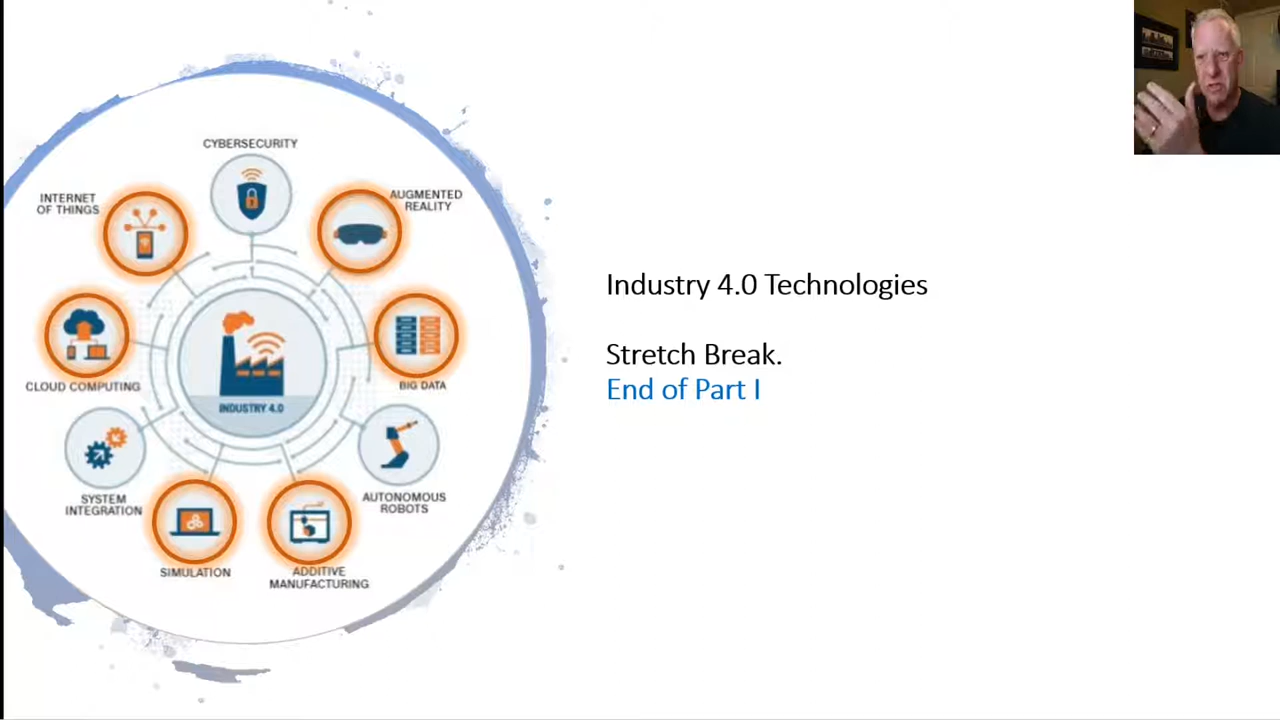 CYBERSECURITY
INTERNET
OF THINGS
AUGMENTED
REALITY
CLOUD COMPUTING
BIG DATA
INDUSTRY 4.0
SYSTEM
INTEGRATION
AUTONOMOUS
ROBOTS
SIMULATION
ADDITIVE
MANUFACTURING
Industry 4.0 Technologies
Stretch Break.
End of Part I